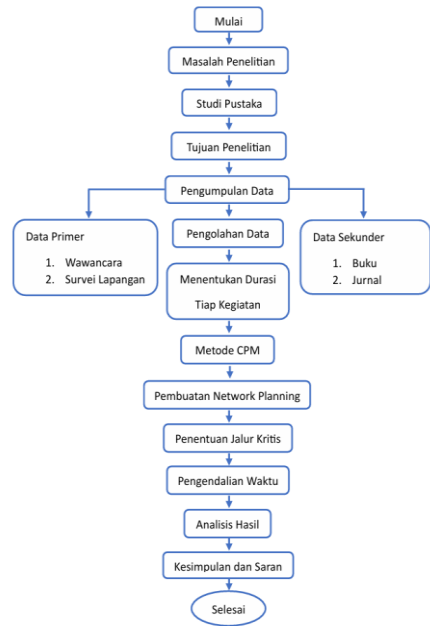 Mulai
Masalah Penelitian
Studi Pustaka
Tujuan Penelitian
Pengumpulan Data
Data Primer
1. Wawancara
2. Survei Lapangan
Pengolahan Data
Data Sekunder
1. Buku
2. Jurnal
Menentukan Durasi
Tiap Kegiatan
Metode CPM
Pembuatan Network Planning
Penentuan Jalur Kritis
Pengendalian Waktu
Analisis Hasil
Kesimpulan dan Saran
Selesai